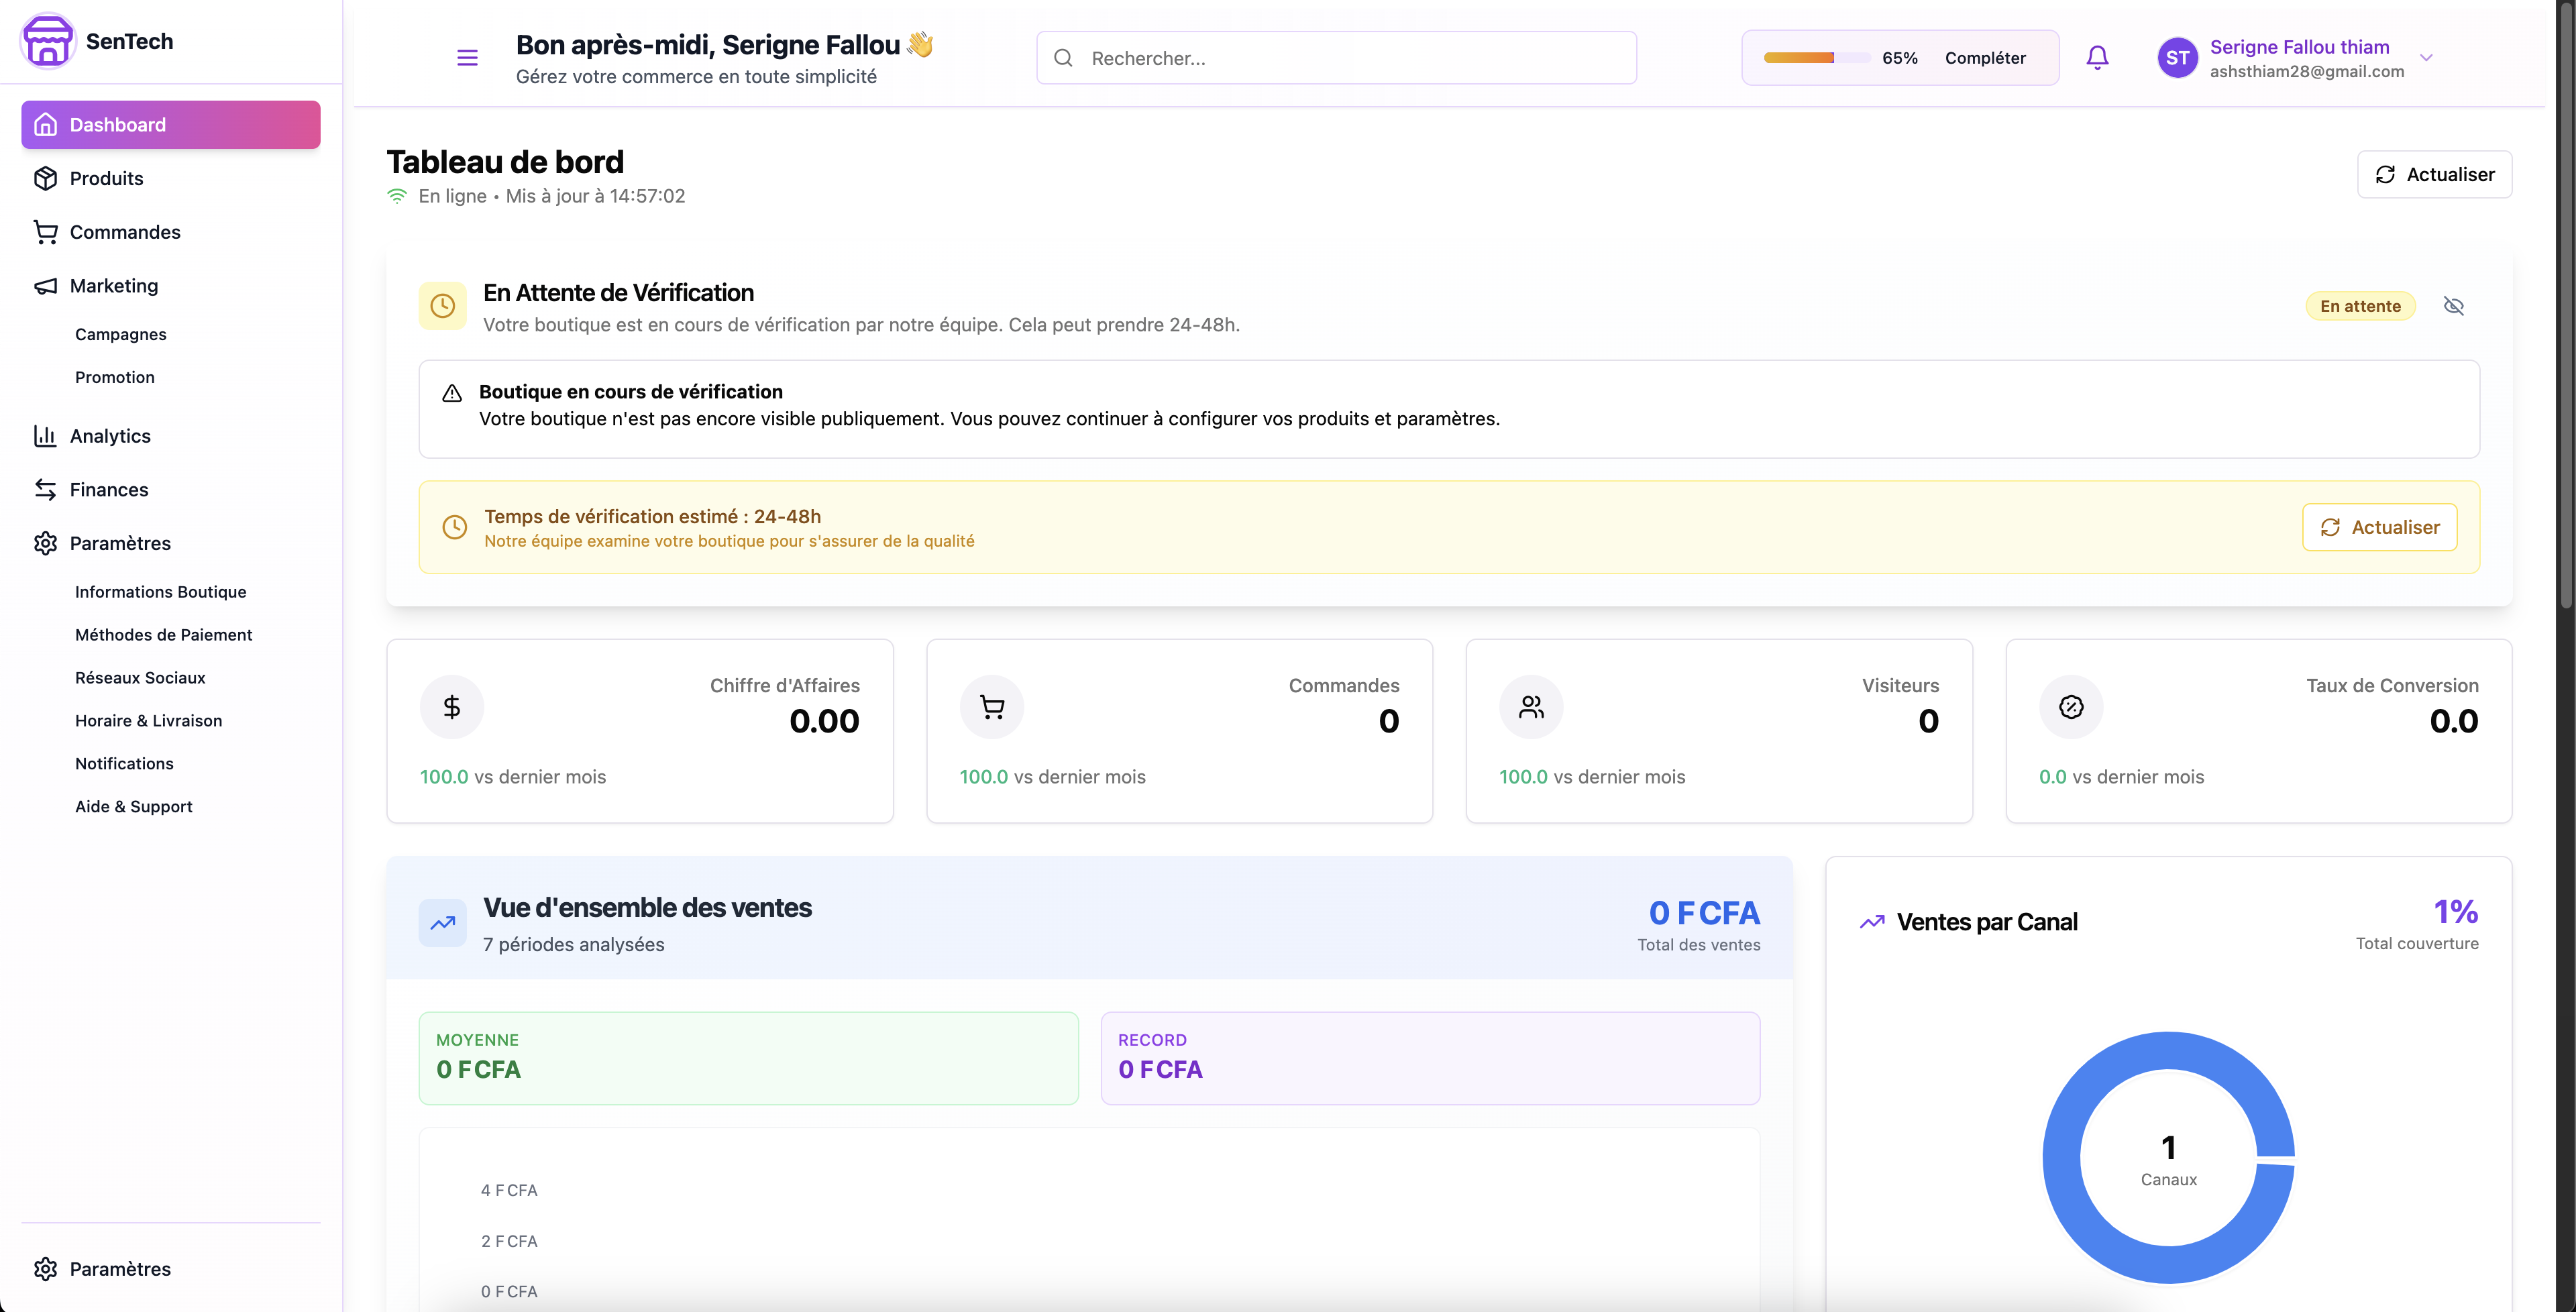 SenTech
Dashboard
Produits
Commandes
Marketing
Campagnes
Promotion
Analytics
Finances
Paramètres
Informations Boutique
Méthodes de Paiement
Réseaux Sociaux
Horaire & Livraison
Notifications
Aide & Support
Paramètres
Bon après-midi, Serigne Fallou 👋
Gérez votre commerce en toute simplicité
Rechercher...
65% Compléter
ST
Serigne Fallou thiam
ashsthiam28@gmail.com
Tableau de bord
En ligne • Mis à jour à 14:57:02
Actualiser
En Attente de Vérification
Votre boutique est en cours de vérification par notre équipe. Cela peut prendre 24-48h.
En attente
Boutique en cours de vérification
Votre boutique n'est pas encore visible publiquement. Vous pouvez continuer à configurer vos produits et paramètres.
Temps de vérification estimé : 24-48h
Notre équipe examine votre boutique pour s'assurer de la qualité
Actualiser
Chiffre d'Affaires
0.00
100.0 vs dernier mois
Commandes
0
100.0 vs dernier mois
Visiteurs
0
100.0 vs dernier mois
Taux de Conversion
0.0
0.0 vs dernier mois
Vue d'ensemble des ventes
7 périodes analysées
0 F CFA
Total des ventes
MOYENNE
0 F CFA
RECORD
0 F CFA
4 F CFA
2 F CFA
0 F CFA
Ventes par Canal
1%
Total couverture
1
Canaux